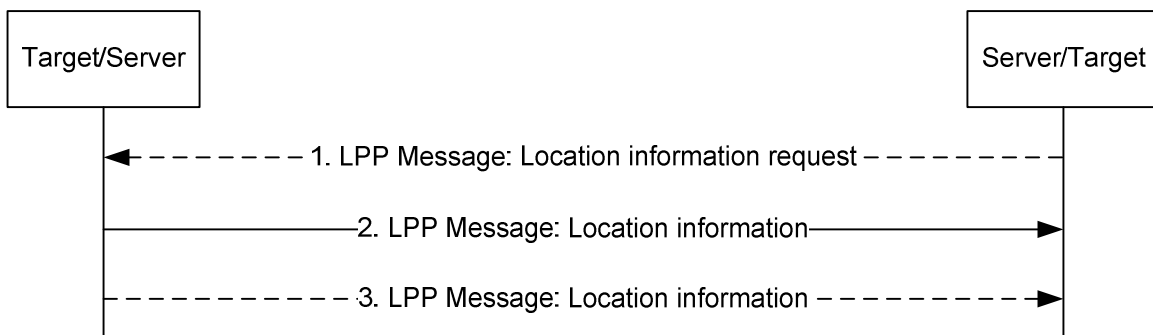 Target/Server
Server/Target
1. LPP Message: Location information request
2. LPP Message: Location information
3. LPP Message: Location information